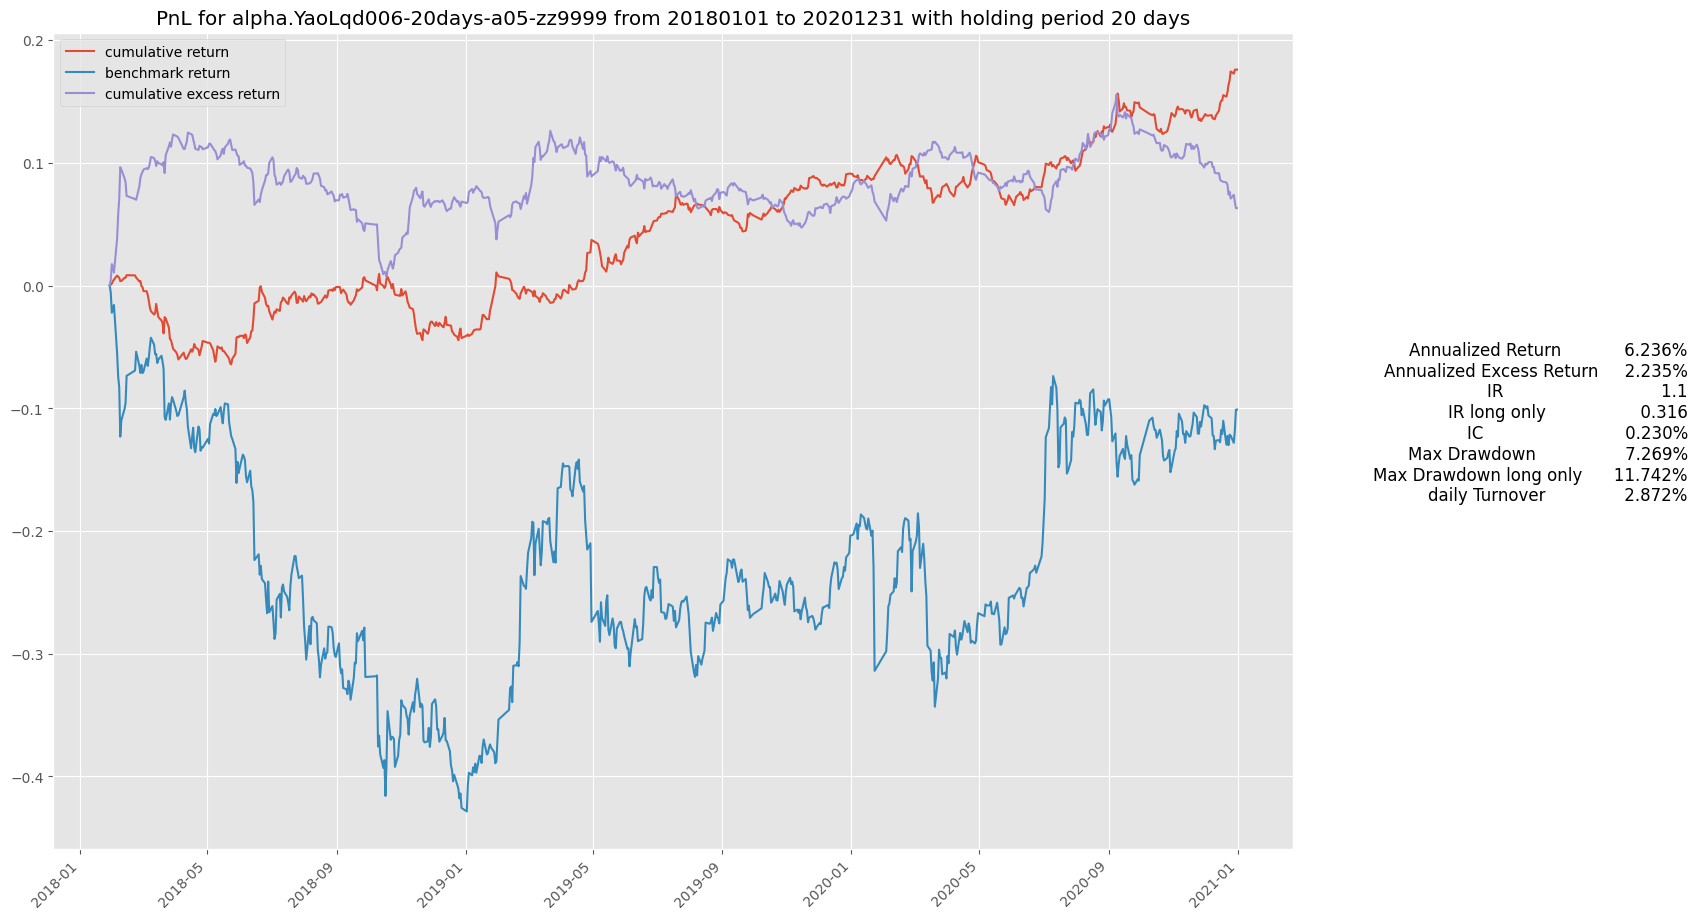 PnL for alpha.YaoLqd006-20days-a05-zz9999 from 20180101 to 20201231 with holding period 20 days
cumulative return
benchmark return
cumulative excess return
0.2
0.1
0.0
−0.1
−0.2
−0.3
−0.4
2018-01
2018-05
2018-09
2019-01
2019-05
2019-09
2020-01
2020-05
2020-09
2021-01
Annualized Return 6.236%
Annualized Excess Return 2.235%
IR 1.1
IR long only 0.316
IC 0.230%
Max Drawdown 7.269%
Max Drawdown long only 11.742%
daily Turnover 2.872%